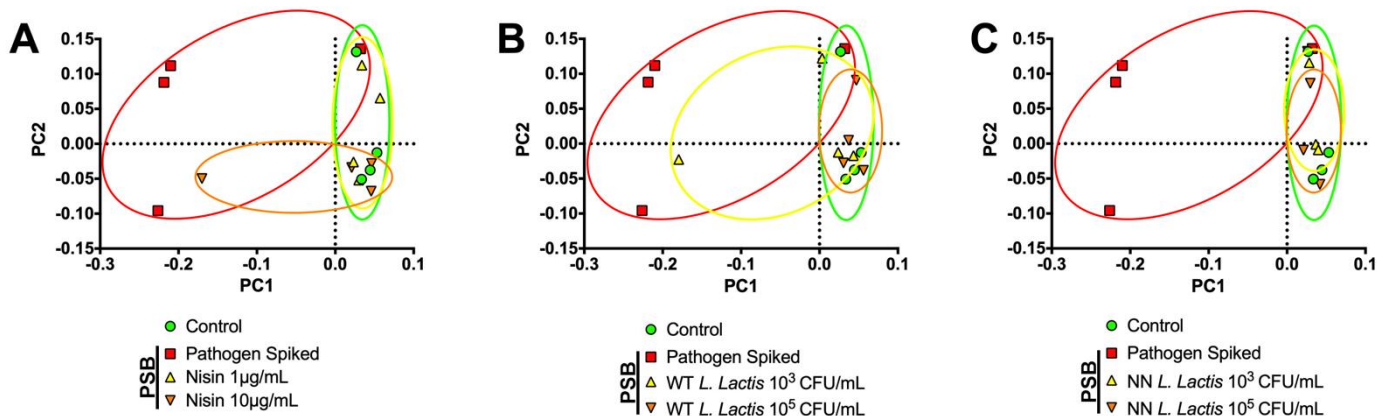 A
0.15
0.10
0.05
0.00
-0.05
-0.10
-0.15
PC2
-0.3
-0.2
-0.1
0.0
0.1
PC1
Control
PSB
Pathogen Spiked
Nisin 1µg/mL
Nisin 10µg/mL
B
0.15
0.10
0.05
0.00
-0.05
-0.10
-0.15
PC2
-0.3
-0.2
-0.1
0.0
0.1
PC1
Control
PSB
Pathogen Spiked
WT L. Lactis 10³ CFU/mL
WT L. Lactis 10⁵ CFU/mL
C
0.15
0.10
0.05
0.00
-0.05
-0.10
-0.15
PC2
-0.3
-0.2
-0.1
0.0
0.1
PC1
Control
PSB
Pathogen Spiked
NN L. Lactis 10³ CFU/mL
NN L. Lactis 10⁵ CFU/mL